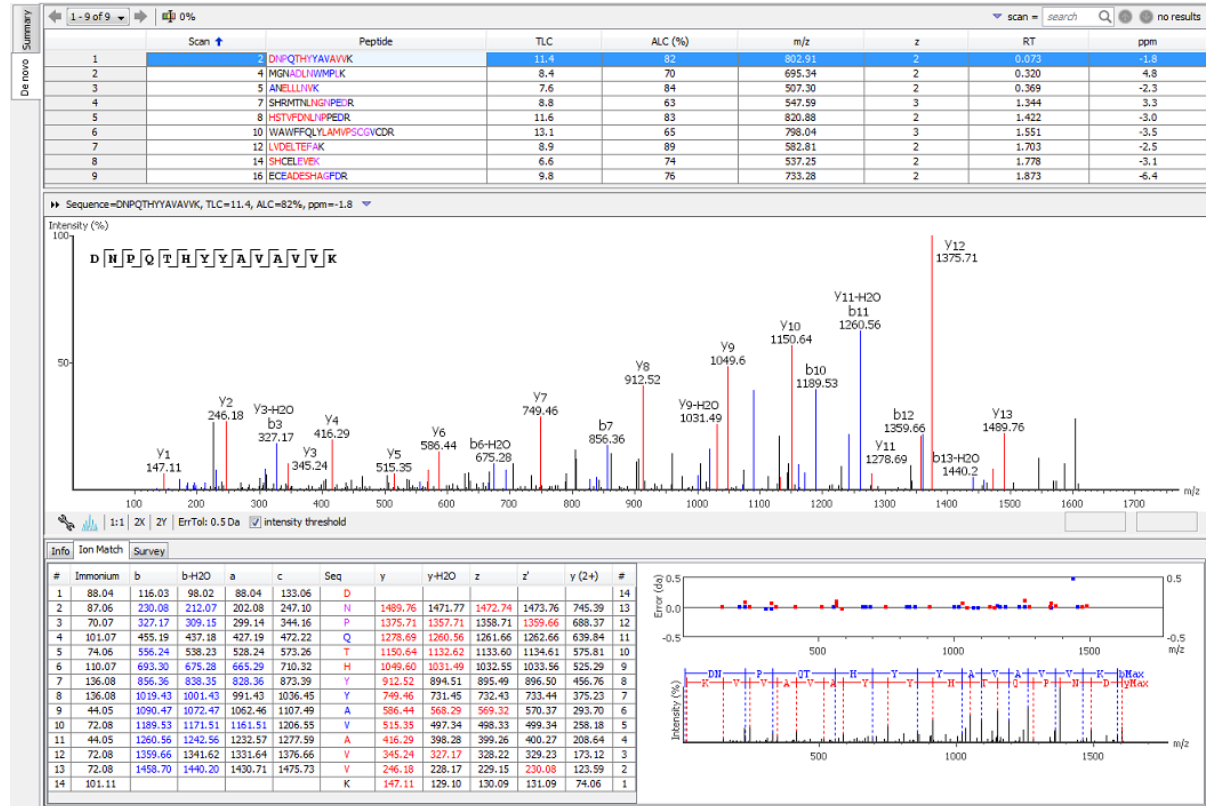 Summary
De novo
1 - 9 of 9 0% scan = search no results
Scan Peptide TLC ALC (%) m/z z RT ppm
1 2 DNPQTHYYAVAVVK 11.4 82 802.91 2 0.073 -1.8
2 4 MGNADLNWMPLK 8.4 70 695.34 2 0.320 4.8
3 5 ANELLLNVK 7.6 84 507.30 2 0.369 -2.3
4 7 SHRMTNLNGNPEDR 8.8 63 547.59 3 1.344 3.3
5 8 HSTVFDNLNPPEDR 11.6 83 820.88 2 1.422 -3.0
6 10 WAWFFQLYLAMVPSCGVCDR 13.1 65 798.04 3 1.551 -3.5
7 12 LVDELTEFAK 8.9 89 582.81 2 1.703 -2.5
8 14 SHCELEVEK 6.6 74 537.25 2 1.778 -3.1
9 16 ECEADESHAGFDR 9.8 76 733.28 2 1.873 -6.4
Sequence=DNPQTHYYAVAVVK, TLC=11.4, ALC=82%, ppm=-1.8
Intensity (%)
100
D N P Q T H Y Y A V A V V K
y12
1375.71
y11-H2O
b11
1260.56
y10
1150.64
y9
1049.6
50
y8
912.52
b10
1189.53
y7
749.46
y9-H2O
1031.49
y2
246.18
y3-H2O
b3
327.17
y4
416.29
y6
586.44
b7
856.36
b12
1359.66
y13
1489.76
y1
147.11
y3
345.24
y5
515.35
b6-H2O
675.28
y11
1278.69
b13-H2O
1440.2
100 200 300 400 500 600 700 800 900 1000 1100 1200 1300 1400 1500 1600 1700 m/z
1:1 2X 2Y ErrTol: 0.5 Da intensity threshold
Info Ion Match Survey
# Immonium b b-H2O a c Seq y y-H2O z z' y (2+) #
1 88.04 116.03 98.02 88.04 133.06 D 14
2 87.06 230.08 212.07 202.08 247.10 N 1489.76 1471.77 1472.74 1473.76 745.39 13
3 70.07 327.17 309.15 299.14 344.16 P 1375.71 1357.71 1358.71 1359.66 688.37 12
4 101.07 455.19 437.18 427.19 472.22 Q 1278.69 1260.56 1261.66 1262.66 639.84 11
5 74.06 556.24 538.23 528.24 573.26 T 1150.64 1132.62 1133.60 1134.61 575.81 10
6 110.07 693.30 675.28 665.29 710.32 H 1049.60 1031.49 1032.55 1033.56 525.29 9
7 136.08 856.36 838.35 828.36 873.39 Y 912.52 894.51 895.49 896.50 456.76 8
8 136.08 1019.43 1001.43 991.43 1036.45 Y 749.46 731.45 732.43 733.44 375.23 7
9 44.05 1090.47 1072.47 1062.46 1107.49 A 586.44 568.29 569.32 570.37 293.70 6
10 72.08 1189.53 1171.51 1161.51 1206.55 V 515.35 497.34 498.33 499.34 258.18 5
11 44.05 1260.56 1242.56 1232.57 1277.59 A 416.29 398.28 399.26 400.27 208.64 4
12 72.08 1359.66 1341.62 1331.64 1376.66 V 345.24 327.17 328.22 329.23 173.12 3
13 72.08 1458.70 1440.20 1430.71 1475.73 V 246.18 228.17 229.15 230.08 123.59 2
14 101.11 K 147.11 129.10 130.09 131.09 74.06 1
Error (da)
0.5 0.5
0.0
-0.5 -0.5
500 1000 1500 m/z
DN P QT H Y Y A V A V V K bMax
K V V A V A Y Y H T Q P N D yMax
Intensity (%)
500 1000 1500 m/z